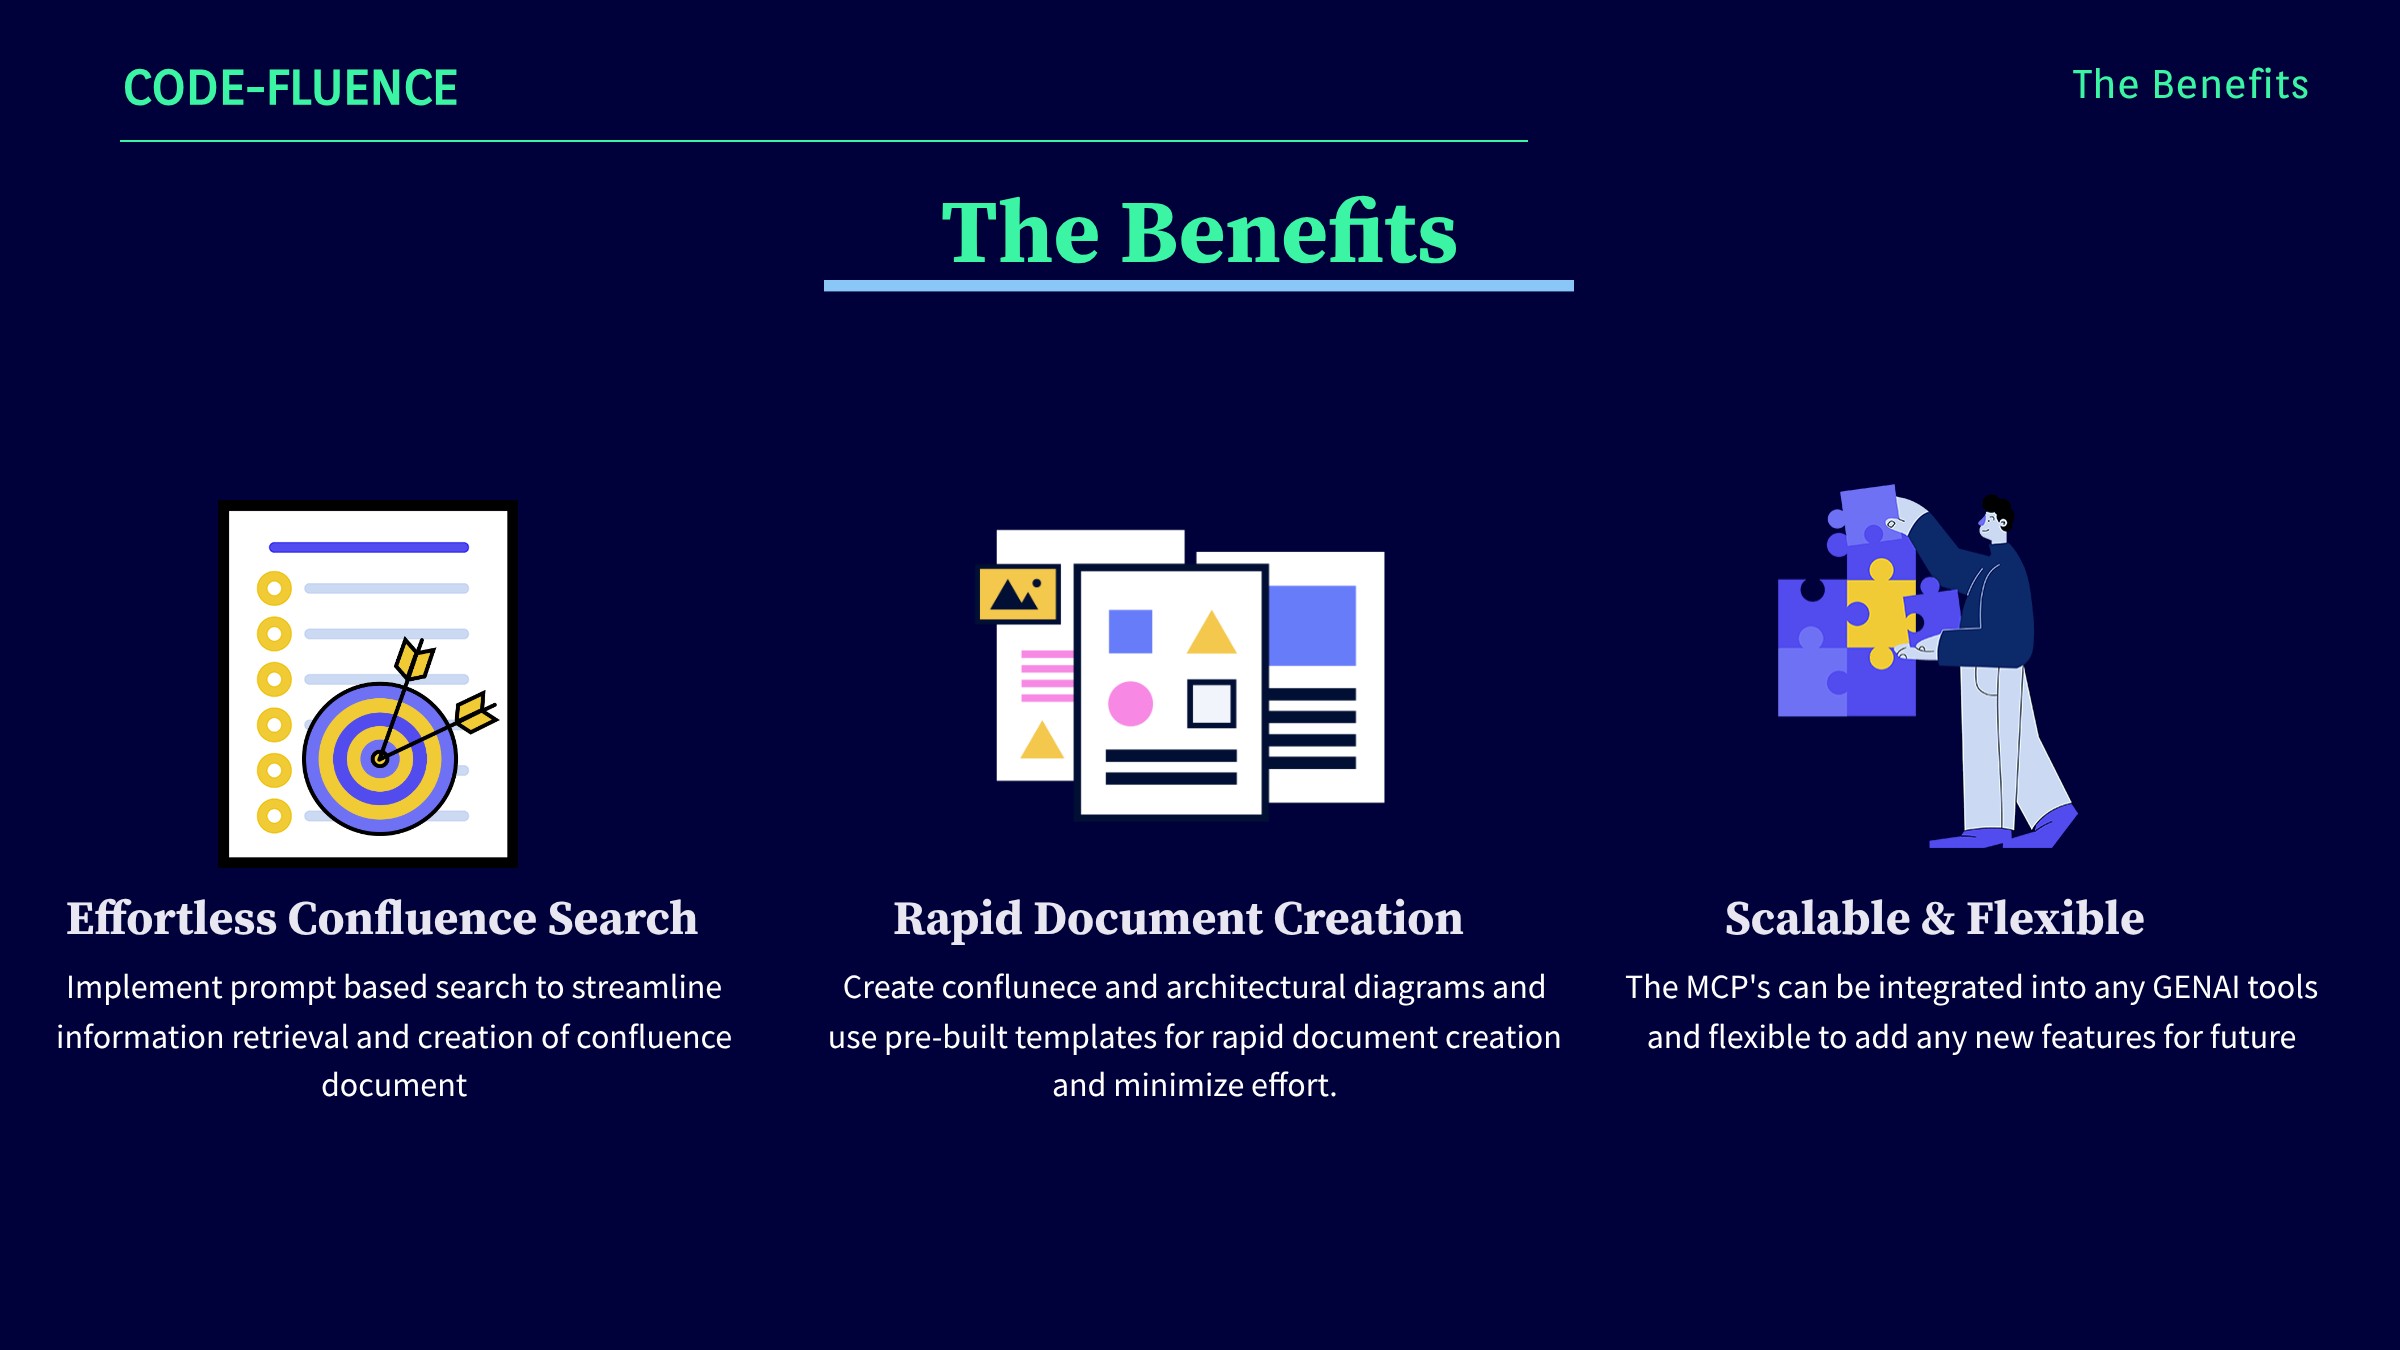 CODE-FLUENCE
The Benefits
The Benefits
Effortless Confluence Search
Implement prompt based search to streamline
information retrieval and creation of confluence
document
Rapid Document Creation
Create conflunece and architectural diagrams and
use pre-built templates for rapid document creation
and minimize effort.
Scalable & Flexible
The MCP's can be integrated into any GENAI tools
and flexible to add any new features for future